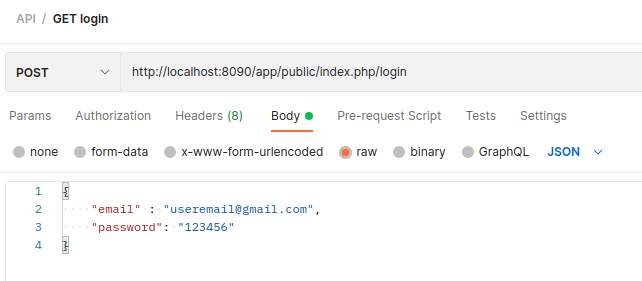 API / GET login
POST http://localhost:8090/app/public/index.php/login
Params Authorization Headers (8) Body Pre-request Script Tests Settings
none form-data x-www-form-urlencoded raw binary GraphQL JSON
1 {
2 "email" : "useremail@gmail.com",
3 "password": "123456"
4 }